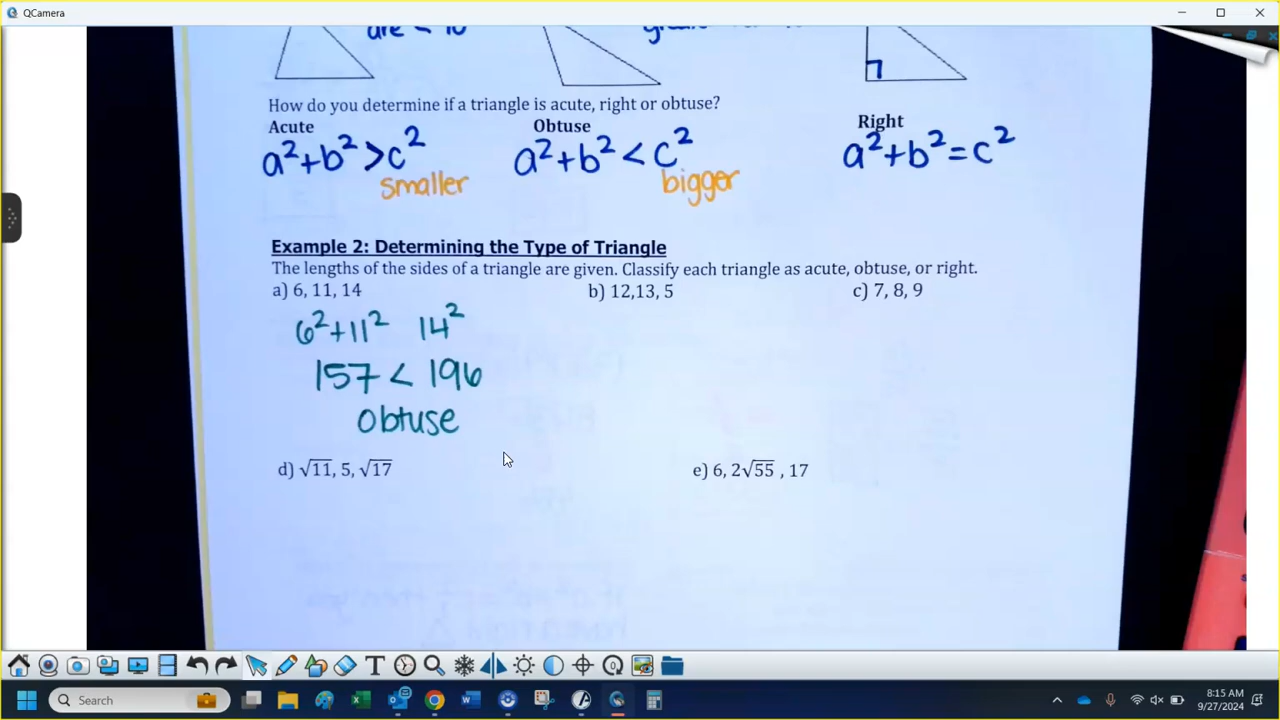 QCamera
are < 90
How do you determine if a triangle is acute, right or obtuse?
Acute Obtuse Right
a² + b² > c² a² + b² < c² a² + b² = c²
smaller bigger
Example 2: Determining the Type of Triangle
The lengths of the sides of a triangle are given. Classify each triangle as acute, obtuse, or right.
a) 6, 11, 14 b) 12,13, 5 c) 7, 8, 9
6² + 11² 14²
157 < 196
Obtuse
d) √11, 5, √17 e) 6, 2√55 , 17
Search
8:15 AM
9/27/2024